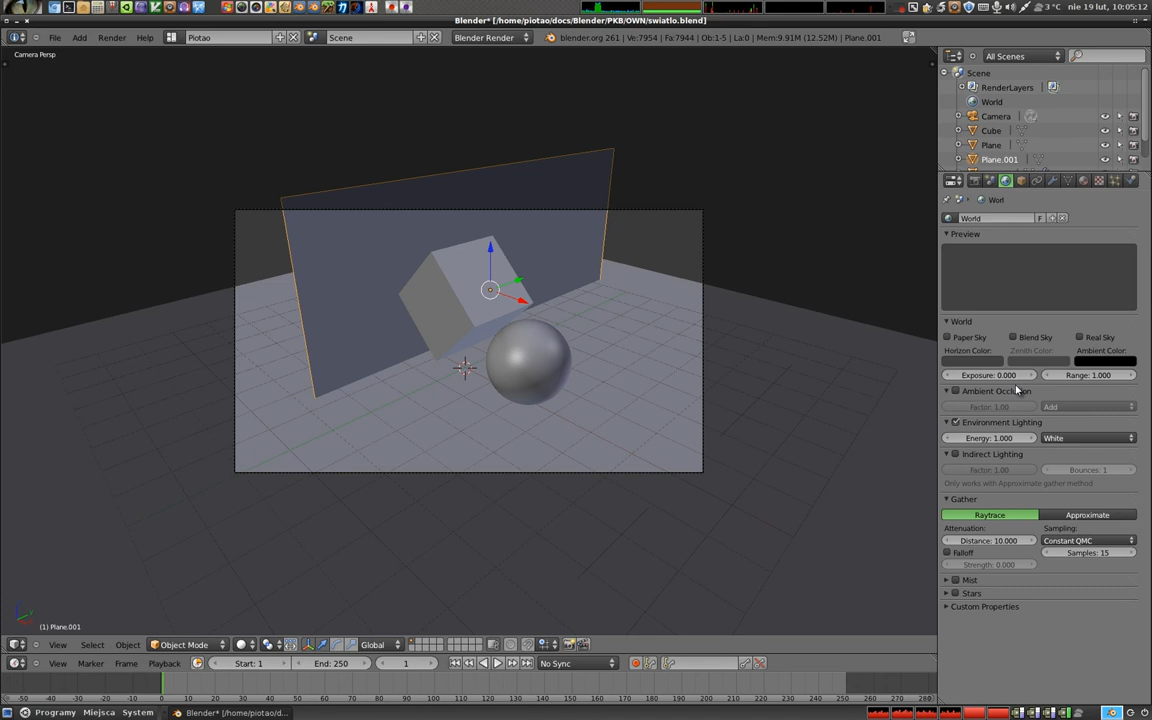 3°C nie 19 lut, 10:05:12
Blender* [/home/piotao/docs/Blender/PKB/OWN/swiatlo.blend]
File Add Render Help Piotao Scene Blender Render blender.org 261 | Ve:7954 | Fa:7944 | Ob:1-5 | La:0 | Mem:9.91M (12.52M) | Plane.001
Camera Persp
All Scenes
Scene
RenderLayers
World
Camera
Cube
Plane
Plane.001
Worl
World F
Preview
World
Paper Sky Blend Sky Real Sky
Horizon Color: Zenith Color: Ambient Color:
Exposure: 0.000 Range: 1.000
Ambient Occlusion
Factor: 1.00 Add
Environment Lighting
Energy: 1.000 White
Indirect Lighting
Factor: 1.00 Bounces: 1
Only works with Approximate gather method
Gather
Raytrace Approximate
Attenuation: Sampling:
Distance: 10.000 Constant QMC
Falloff Samples: 15
Strength: 0.000
Mist
Stars
Custom Properties
(1) Plane.001
View Select Object Object Mode Global
View Marker Frame Playback Start: 1 End: 250 1 No Sync
-50 -40 -30 -20 -10 0 10 20 30 40 50 60 70 80 90 100 110 120 130 140 150 160 170 180 190 200 210 220 230 240 250 260 270 280
Programy Miejsca System Blender* [/home/piotao/d...